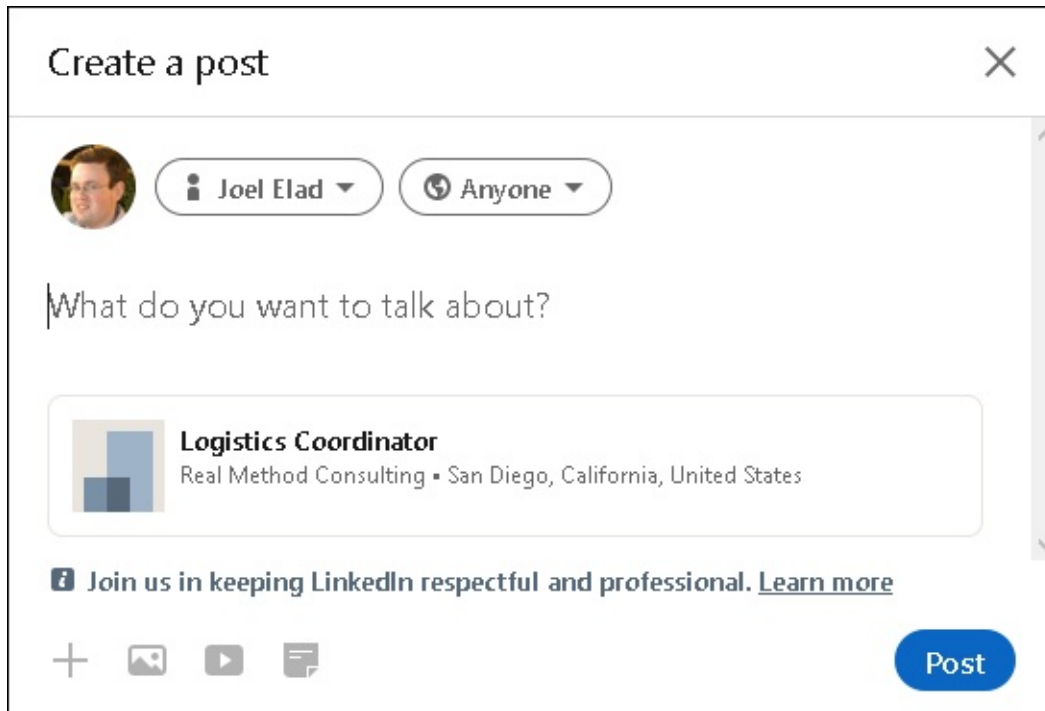 Create a post
Joel Elad
Anyone
What do you want to talk about?
Logistics Coordinator
Real Method Consulting ▪ San Diego, California, United States
Join us in keeping LinkedIn respectful and professional. Learn more
Post